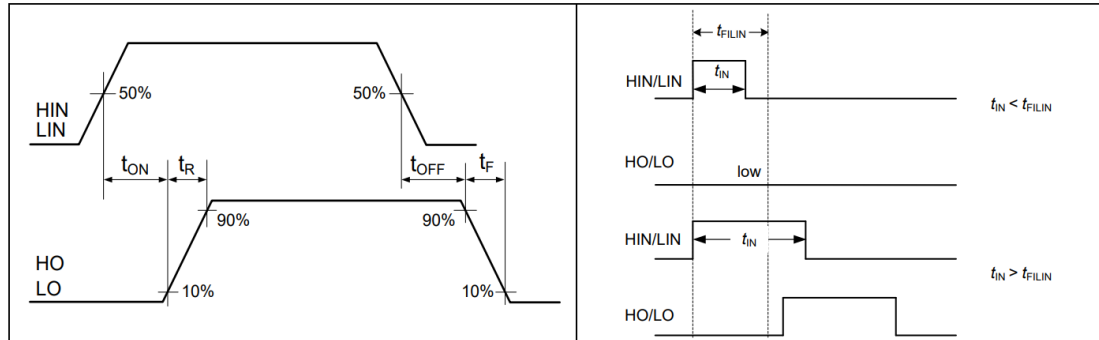 50%
50%
HIN
LIN
tON tR tOFF tF
90%
90%
HO
LO
10%
10%
tFILIN
HIN/LIN
tIN
tIN < tFILIN
HO/LO
low
HIN/LIN
tIN
tIN > tFILIN
HO/LO